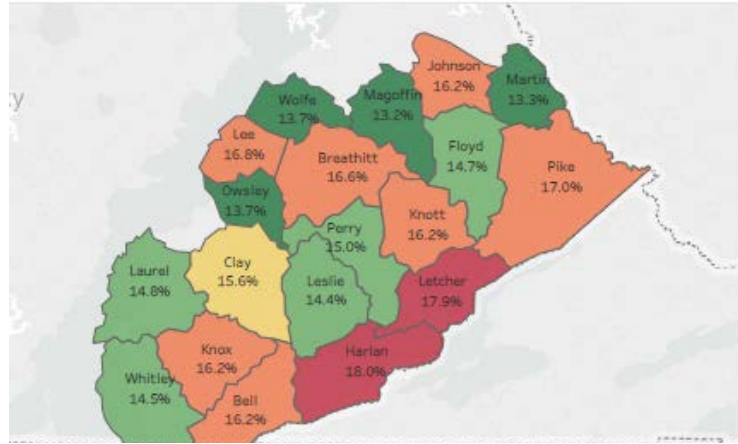 Johnson
16.2%
Martin
13.3%
Wolfe
13.7%
Magoffin
13.2%
Lee
16.8%
Breathitt
16.6%
Floyd
14.7%
Pike
17.0%
Owsley
13.7%
Knott
16.2%
Perry
15.0%
Clay
15.6%
Laurel
14.8%
Leslie
14.4%
Letcher
17.9%
Knox
16.2%
Harlan
18.0%
Whitley
14.5%
Bell
16.2%